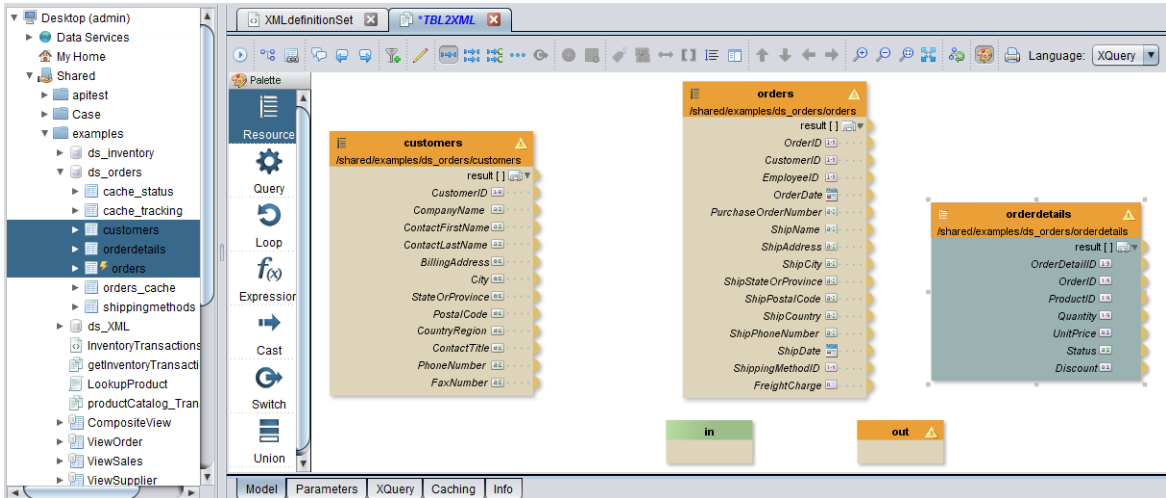 Desktop (admin)
Data Services
My Home
Shared
apitest
Case
examples
ds_inventory
ds_orders
cache_status
cache_tracking
customers
orderdetails
orders
orders_cache
shippingmethods
ds_XML
InventoryTransactions
getInventoryTransacti
LookupProduct
productCatalog_Tran
CompositeView
ViewOrder
ViewSales
ViewSupplier
XMLdefinitionSet
*TBL2XML
Language: XQuery
Palette
Resource
Query
Loop
f(x)
Expression
Cast
Switch
Union
customers
/shared/examples/ds_orders/customers
result [ ]
CustomerID
CompanyName
ContactFirstName
ContactLastName
BillingAddress
City
StateOrProvince
PostalCode
CountryRegion
ContactTitle
PhoneNumber
FaxNumber
orders
/shared/examples/ds_orders/orders
result [ ]
OrderID
CustomerID
EmployeeID
OrderDate
PurchaseOrderNumber
ShipName
ShipAddress
ShipCity
ShipStateOrProvince
ShipPostalCode
ShipCountry
ShipPhoneNumber
ShipDate
ShippingMethodID
FreightCharge
orderdetails
/shared/examples/ds_orders/orderdetails
result [ ]
OrderDetailID
OrderID
ProductID
Quantity
UnitPrice
Status
Discount
in
out
Model Parameters XQuery Caching Info